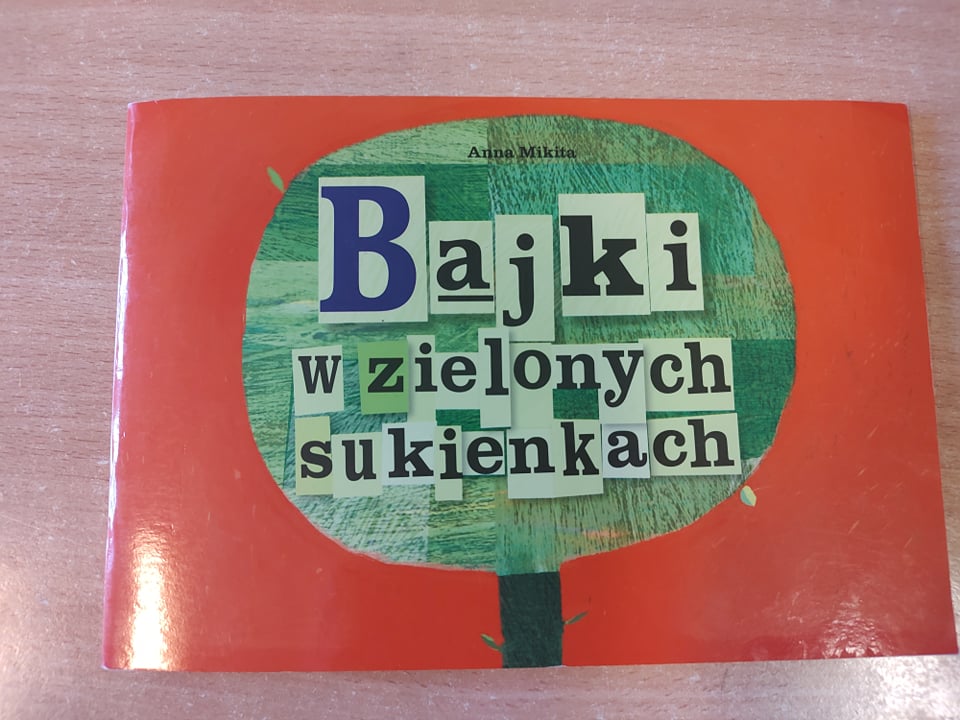 Anna Mikita
Bajki
w zielonych
sukienkach